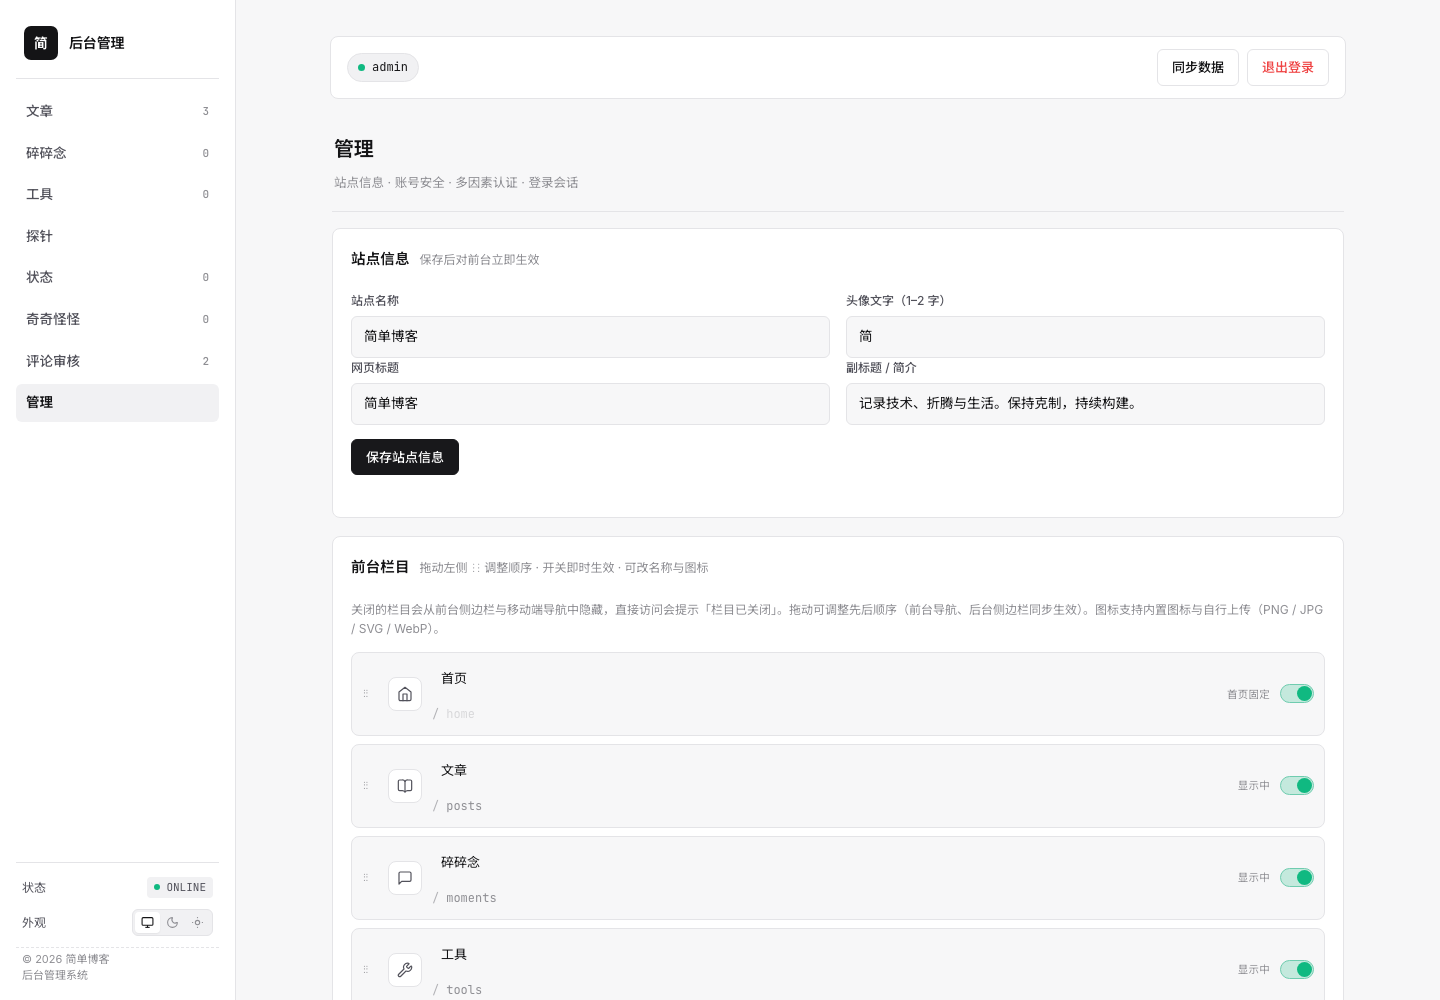 简 后台管理
文章 3
碎碎念 0
工具 0
探针
状态 0
奇奇怪怪 0
评论审核 2
管理
状态 ONLINE
外观
© 2026 简单博客
后台管理系统
admin 同步数据 退出登录
管理
站点信息 · 账号安全 · 多因素认证 · 登录会话
站点信息 保存后对前台立即生效
站点名称 头像文字（1–2 字）
简单博客 简
网页标题 副标题 / 简介
简单博客 记录技术、折腾与生活。保持克制，持续构建。
保存站点信息
前台栏目 拖动左侧 ⁝⁝ 调整顺序 · 开关即时生效 · 可改名称与图标
关闭的栏目会从前台侧边栏与移动端导航中隐藏，直接访问会提示「栏目已关闭」。拖动可调整先后顺序（前台导航、后台侧边栏同步生效）。图标支持内置图标与自行上传（PNG / JPG
/ SVG / WebP）。
首页
/ home
首页固定
文章
/ posts
显示中
碎碎念
/ moments
显示中
工具
/ tools
显示中